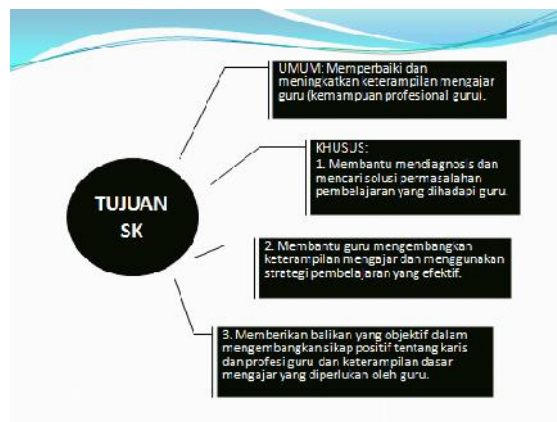 UMUM: Memperbaiki dan
meningkatkan keterampilan mengajar
guru (kemampuan profesional guru).
KHUSUS:
1. Membantu mendiagnosis dan
mencari solusi permasalahan
pembelajaran yang dihadapi guru.
TUJUAN
SK
2. Membantu guru mengembangkan
keterampilan mengajar dan menggunakan
strategi pembelajaran yang efektif.
3. Memberikan balikan yang objektif dalam
mengembangkan sikap positif tentang karis
dan profesi guru dan keterampilan dasar
mengajar yang diperlukan oleh guru.